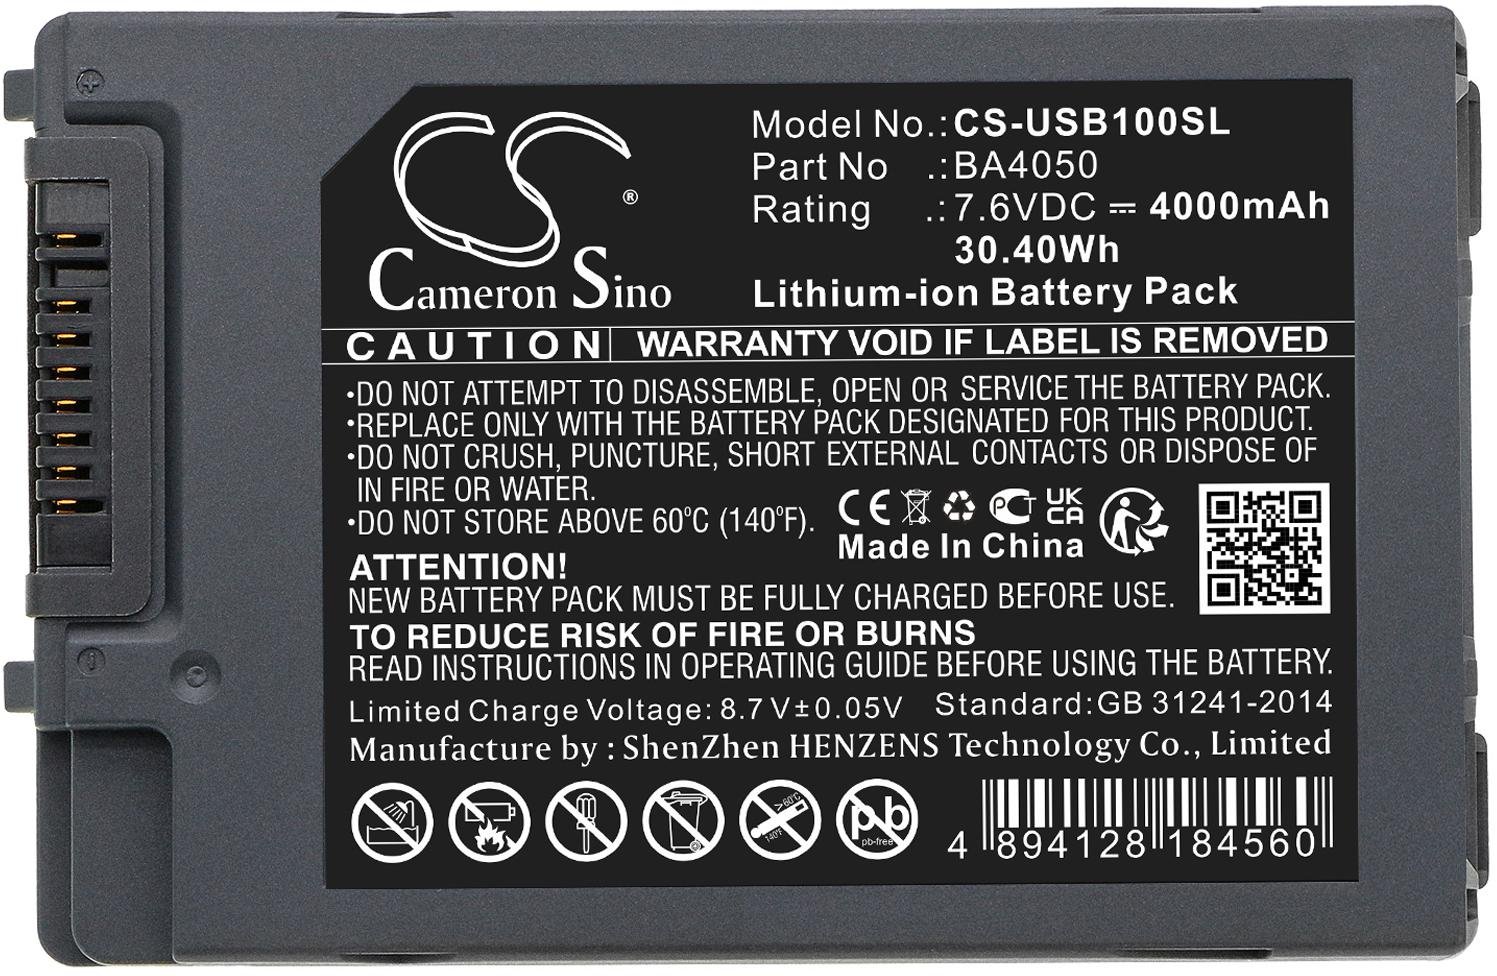 Cameron Sino
®
Model No.:CS-USB100SL
Part No .:BA4050
Rating .:7.6VDC ⎓ 4000mAh
30.40Wh
Lithium-ion Battery Pack
CAUTION WARRANTY VOID IF LABEL IS REMOVED
•DO NOT ATTEMPT TO DISASSEMBLE, OPEN OR SERVICE THE BATTERY PACK.
•REPLACE ONLY WITH THE BATTERY PACK DESIGNATED FOR THIS PRODUCT.
•DO NOT CRUSH, PUNCTURE, SHORT EXTERNAL CONTACTS OR DISPOSE OF
IN FIRE OR WATER.
•DO NOT STORE ABOVE 60°C (140°F).
CE PCT UK
CA
Made In China
ATTENTION!
NEW BATTERY PACK MUST BE FULLY CHARGED BEFORE USE.
TO REDUCE RISK OF FIRE OR BURNS
READ INSTRUCTIONS IN OPERATING GUIDE BEFORE USING THE BATTERY.
Limited Charge Voltage: 8.7 V±0.05V Standard:GB 31241-2014
Manufacture by : ShenZhen HENZENS Technology Co., Limited
>60°C
140°F
pb
pb-free
4 894128 184560